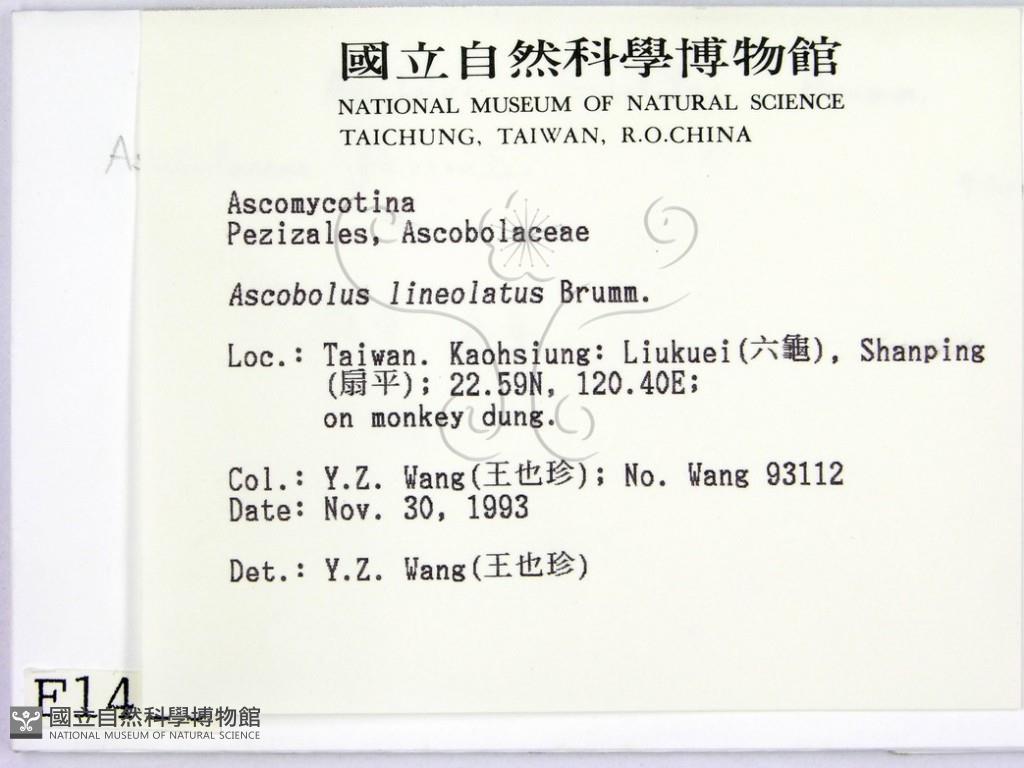 國立自然科學博物館
NATIONAL MUSEUM OF NATURAL SCIENCE
TAICHUNG, TAIWAN, R.O.CHINA
Ascomycotina
Pezizales, Ascobolaceae
Ascobolus lineolatus Brumm.
Loc.: Taiwan. Kaohsiung: Liukuei(六龜), Shanping
(扇平); 22.59N, 120.40E;
on monkey dung.
Col.: Y.Z. Wang(王也珍); No. Wang 93112
Date: Nov. 30, 1993
Det.: Y.Z. Wang(王也珍)
F14
國立自然科學博物館
NATIONAL MUSEUM OF NATURAL SCIENCE